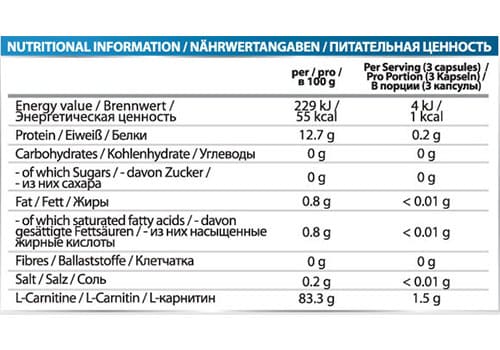 NUTRITIONAL INFORMATION / NÄHRWERTANGABEN / ПИТАТЕЛЬНАЯ ЦЕННОСТЬ
per / pro /
в 100 g
Per Serving (3 capsules) /
Pro Portion (3 Kapseln) /
В порции (3 капсулы)
Energy value / Brennwert /
Энергетическая ценность
229 kJ /
55 kcal
4 kJ /
1 kcal
Protein / Eiweiß / Белки 12.7 g 0.2 g
Carbohydrates / Kohlenhydrate / Углеводы 0 g 0 g
- of which Sugars / - davon Zucker /
- из них сахара
0 g 0 g
Fat / Fett / Жиры 0.8 g < 0.01 g
- of which saturated fatty acids / - davon
gesättigte Fettsäuren / - из них насыщенные
жирные кислоты
0.8 g < 0.01 g
Fibres / Ballaststoffe / Клетчатка 0 g 0 g
Salt / Salz / Соль 0.2 g < 0.01 g
L-Carnitine / L-Carnitin / L-карнитин 83.3 g 1.5 g